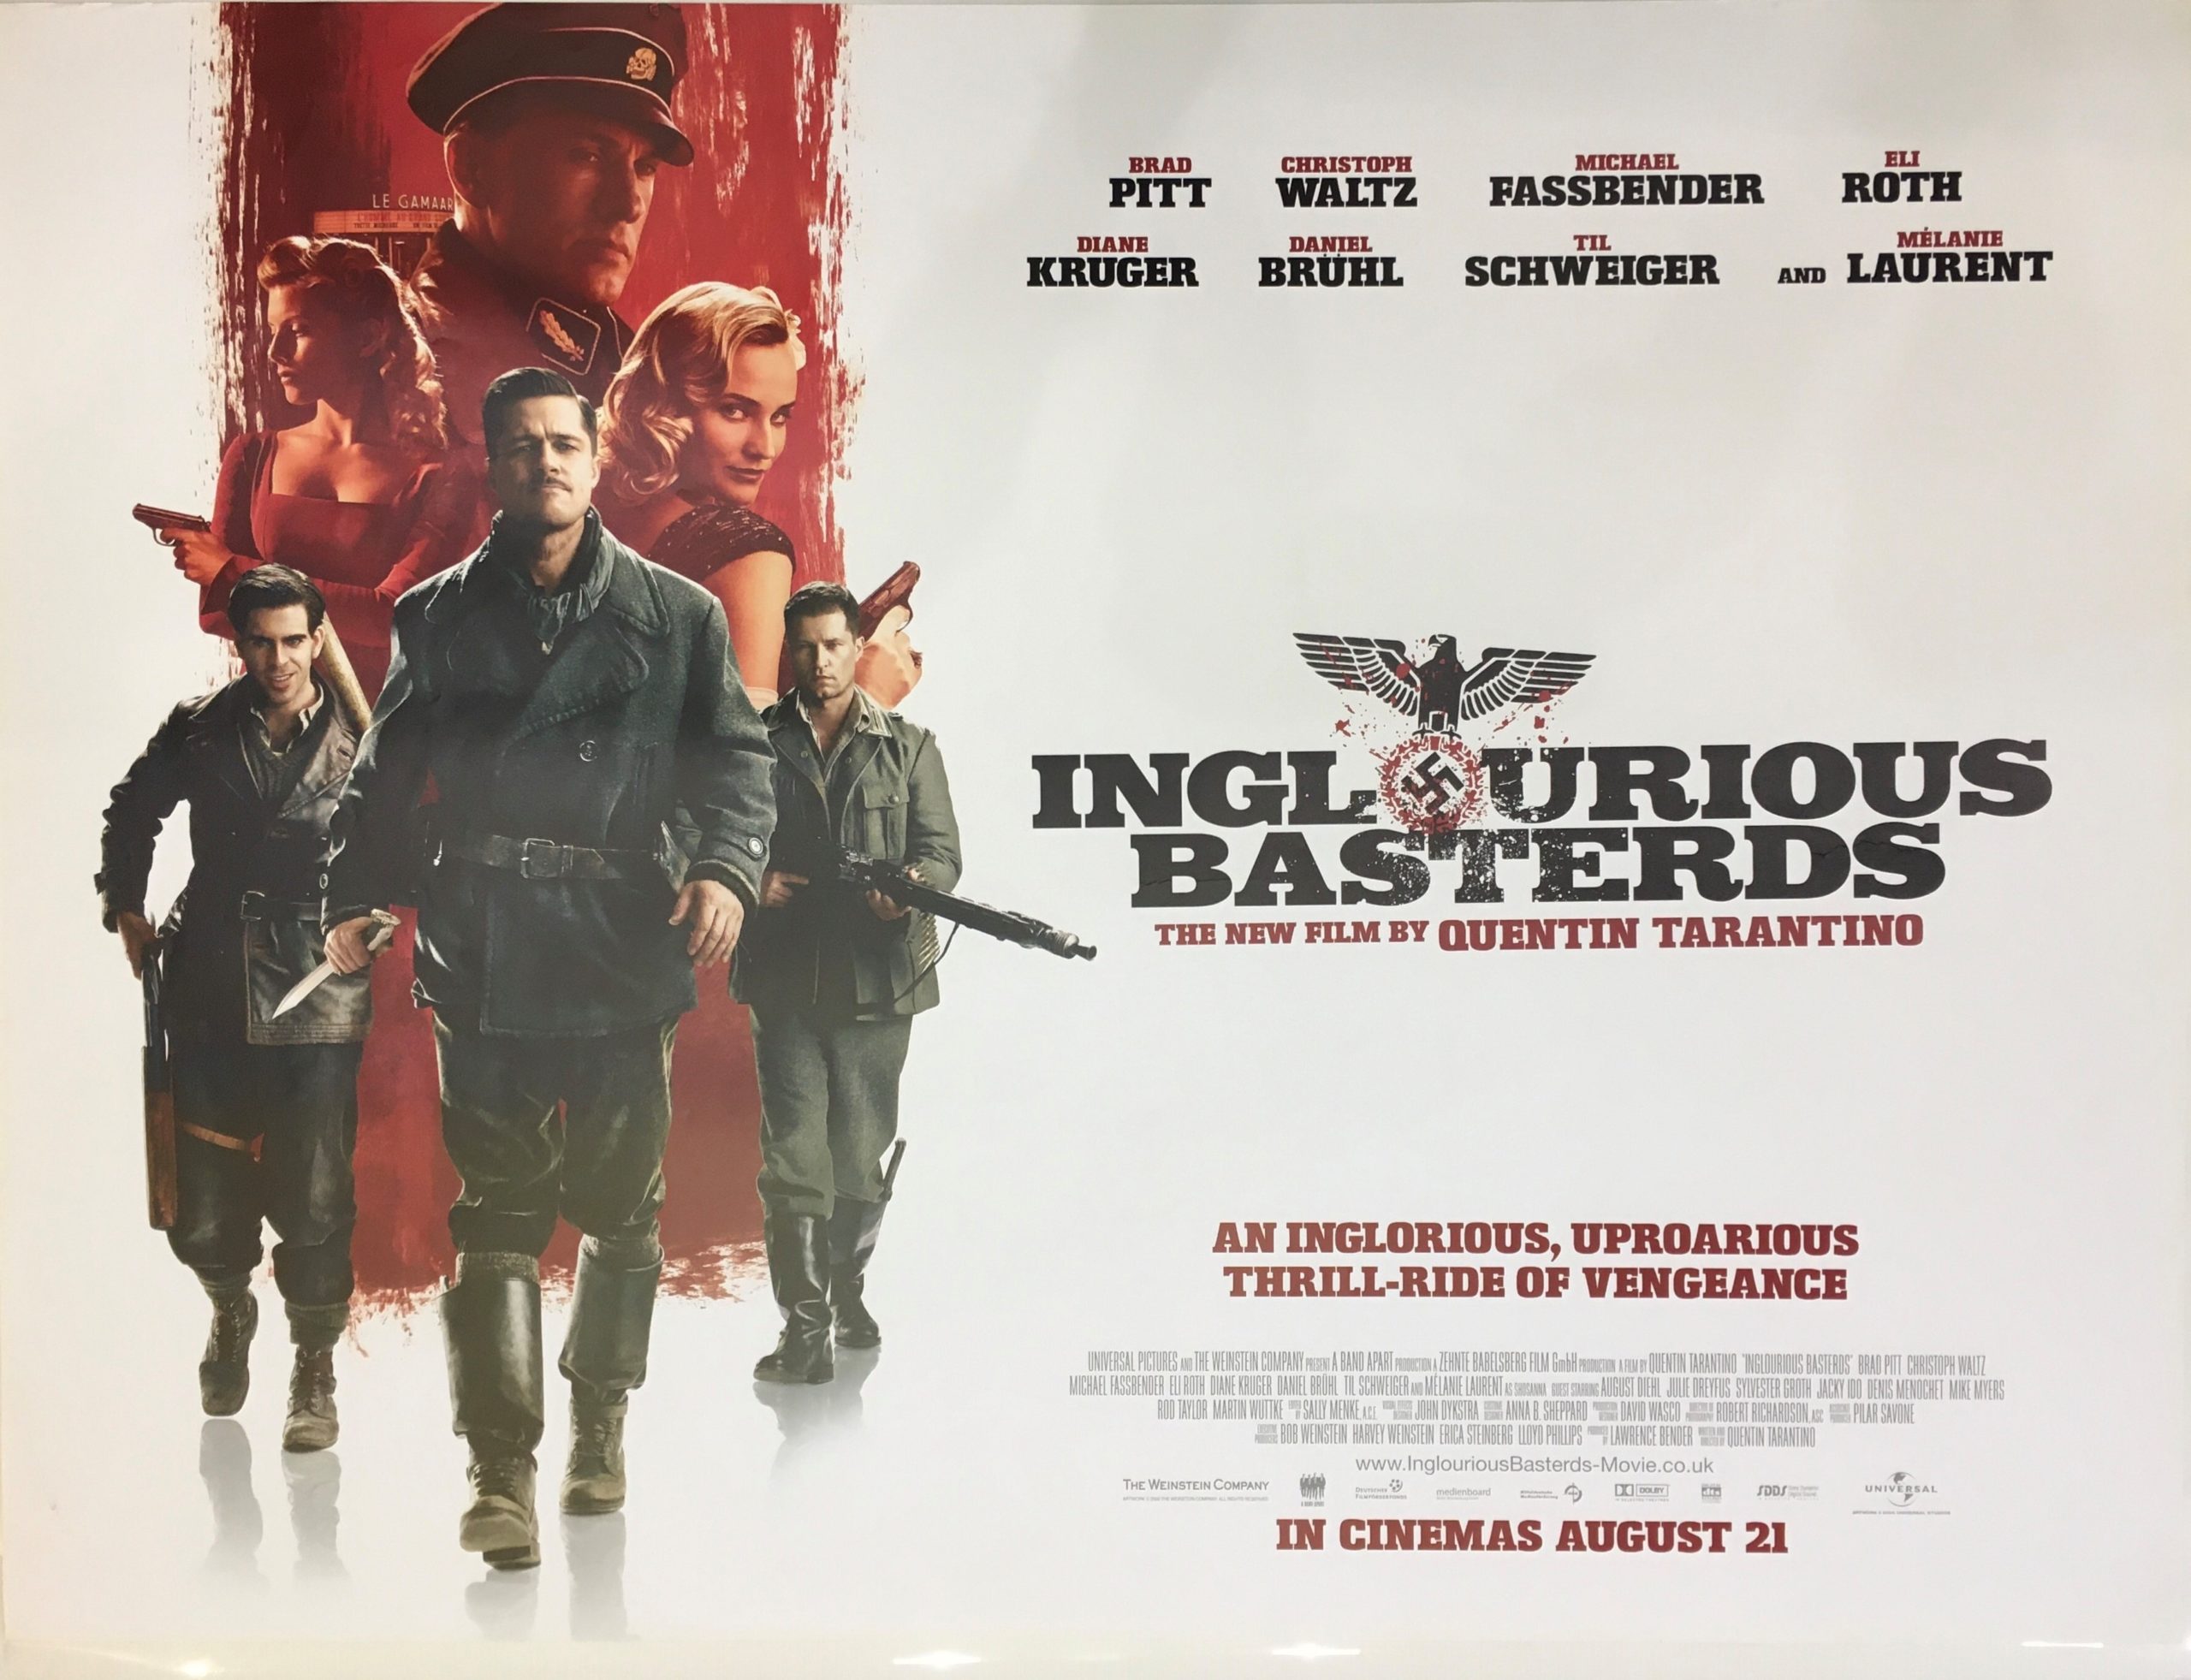 LE GAMAAR
BRAD PITT CHRISTOPH WALTZ MICHAEL FASSBENDER ELI ROTH
DIANE KRUGER DANIEL BRÜHL TIL SCHWEIGER AND MÉLANIE LAURENT
INGLOURIOUS
BASTERDS
THE NEW FILM BY QUENTIN TARANTINO
AN INGLORIOUS, UPROARIOUS
THRILL-RIDE OF VENGEANCE
UNIVERSAL PICTURES AND THE WEINSTEIN COMPANY PRESENT A BAND APART PRODUCTION A ZEHNTE BABELSBERG FILM GmbH PRODUCTION A FILM BY QUENTIN TARANTINO "INGLOURIOUS BASTERDS" BRAD PITT CHRISTOPH WALTZ
MICHAEL FASSBENDER ELI ROTH DIANE KRUGER DANIEL BRÜHL TIL SCHWEIGER AND MÉLANIE LAURENT AS SHOSANNA GUEST STARRING AUGUST DIEHL JULIE DREYFUS SYLVESTER GROTH JACKY IDO DENIS MENOCHET MIKE MYERS
ROD TAYLOR MARTIN WUTTKE SALLY MENKE, A.C.E. JOHN DYKSTRA ANNA B. SHEPPARD DAVID WASCO ROBERT RICHARDSON, ASC PILAR SAVONE
BOB WEINSTEIN HARVEY WEINSTEIN ERICA STEINBERG LLOYD PHILLIPS LAWRENCE BENDER QUENTIN TARANTINO
www.InglouriousBasterds-Movie.co.uk
THE WEINSTEIN COMPANY medienboard DOLBY SDDS UNIVERSAL
IN CINEMAS AUGUST 21